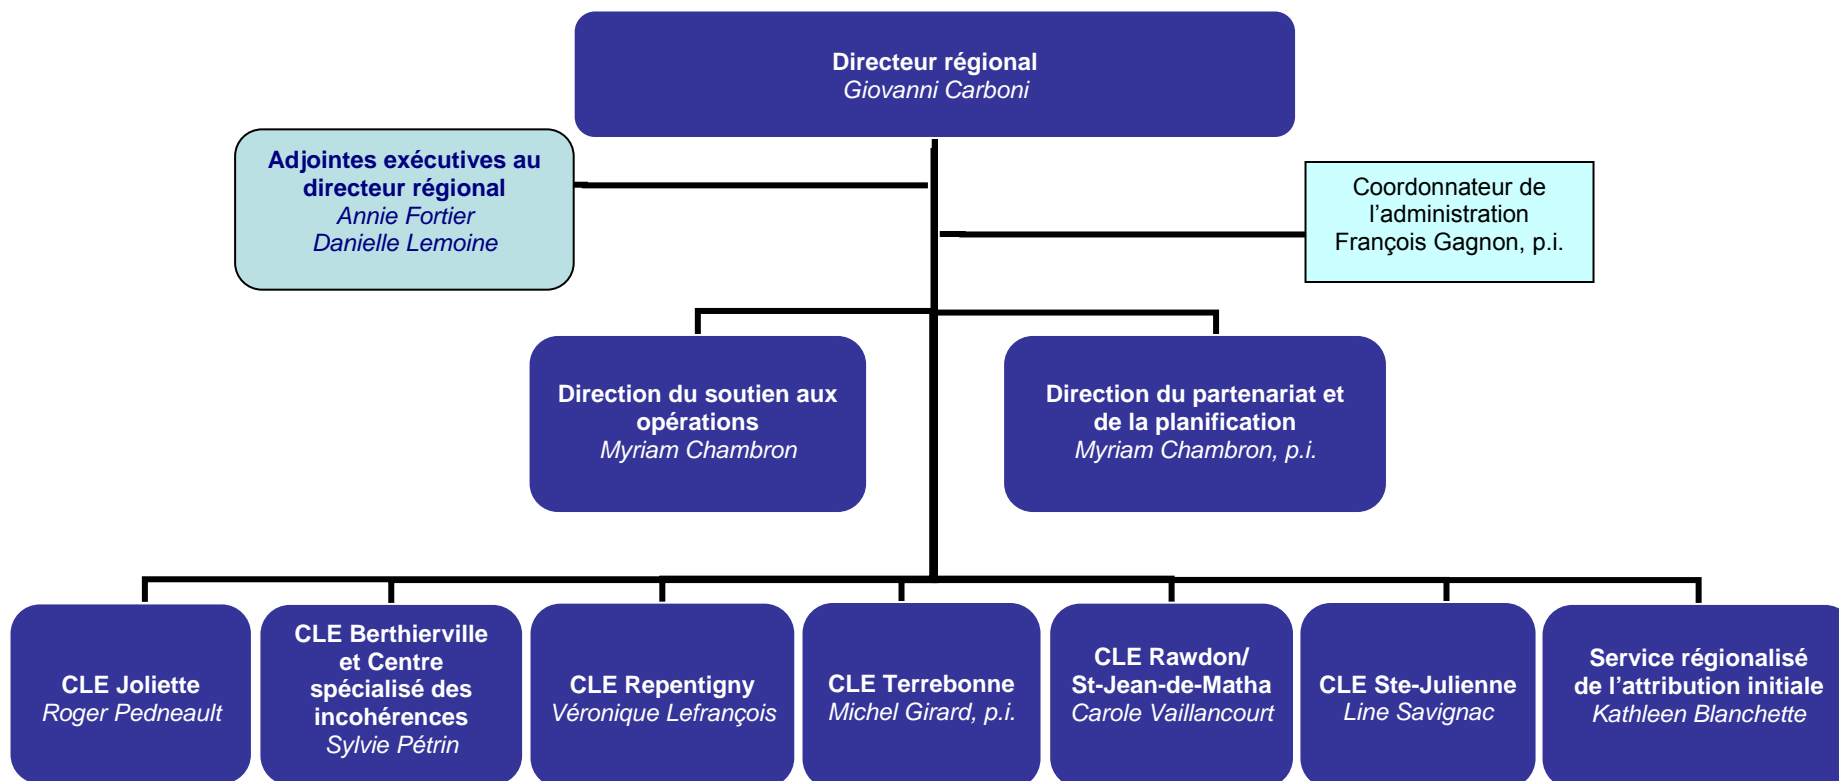 Directeur régional
Giovanni Carboni
Adjointes exécutives au
directeur régional
Annie Fortier
Danielle Lemoine
Coordonnateur de
l’administration
François Gagnon, p.i.
Direction du soutien aux
opérations
Myriam Chambron
Direction du partenariat et
de la planification
Myriam Chambron, p.i.
CLE Joliette
Roger Pedneault
CLE Berthierville
et Centre
spécialisé des
incohérences
Sylvie Pétrin
CLE Repentigny
Véronique Lefrançois
CLE Terrebonne
Michel Girard, p.i.
CLE Rawdon/
St-Jean-de-Matha
Carole Vaillancourt
CLE Ste-Julienne
Line Savignac
Service régionalisé
de l’attribution initiale
Kathleen Blanchette